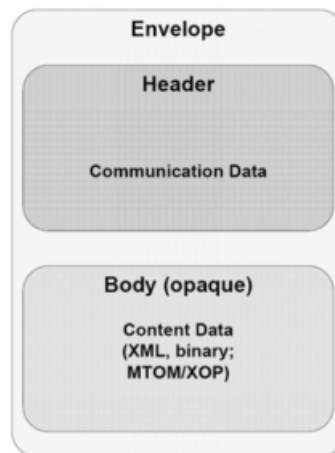 Envelope
Header
Communication Data
Body (opaque)
Content Data
(XML, binary;
MTOM/XOP)